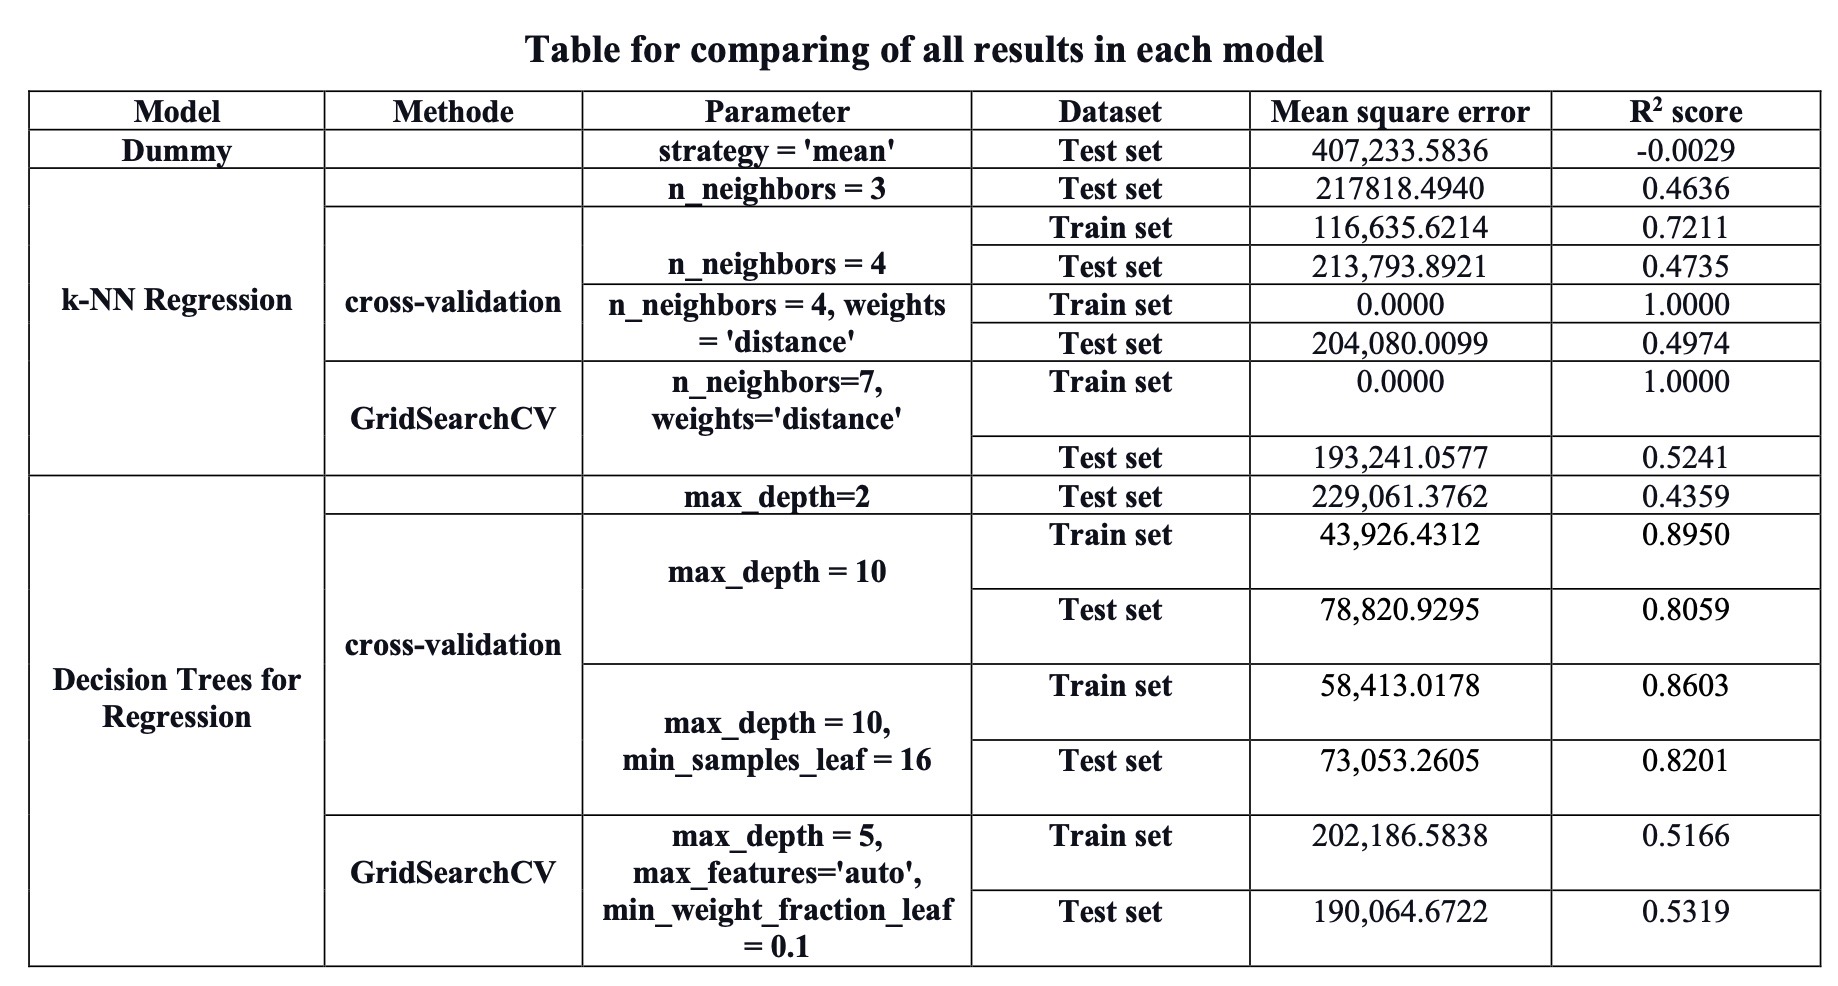 Table for comparing of all results in each model
Model Methode Parameter Dataset Mean square error R² score
Dummy strategy = 'mean' Test set 407,233.5836 -0.0029
k-NN Regression n_neighbors = 3 Test set 217818.4940 0.4636
cross-validation n_neighbors = 4 Train set 116,635.6214 0.7211
Test set 213,793.8921 0.4735
n_neighbors = 4, weights
= 'distance'
Train set 0.0000 1.0000
Test set 204,080.0099 0.4974
GridSearchCV
n_neighbors=7,
weights='distance'
Train set 0.0000 1.0000
Test set 193,241.0577 0.5241
Decision Trees for
Regression
max_depth=2 Test set 229,061.3762 0.4359
cross-validation max_depth = 10 Train set 43,926.4312 0.8950
Test set 78,820.9295 0.8059
max_depth = 10,
min_samples_leaf = 16
Train set 58,413.0178 0.8603
Test set 73,053.2605 0.8201
GridSearchCV
max_depth = 5,
max_features='auto',
min_weight_fraction_leaf
= 0.1
Train set 202,186.5838 0.5166
Test set 190,064.6722 0.5319